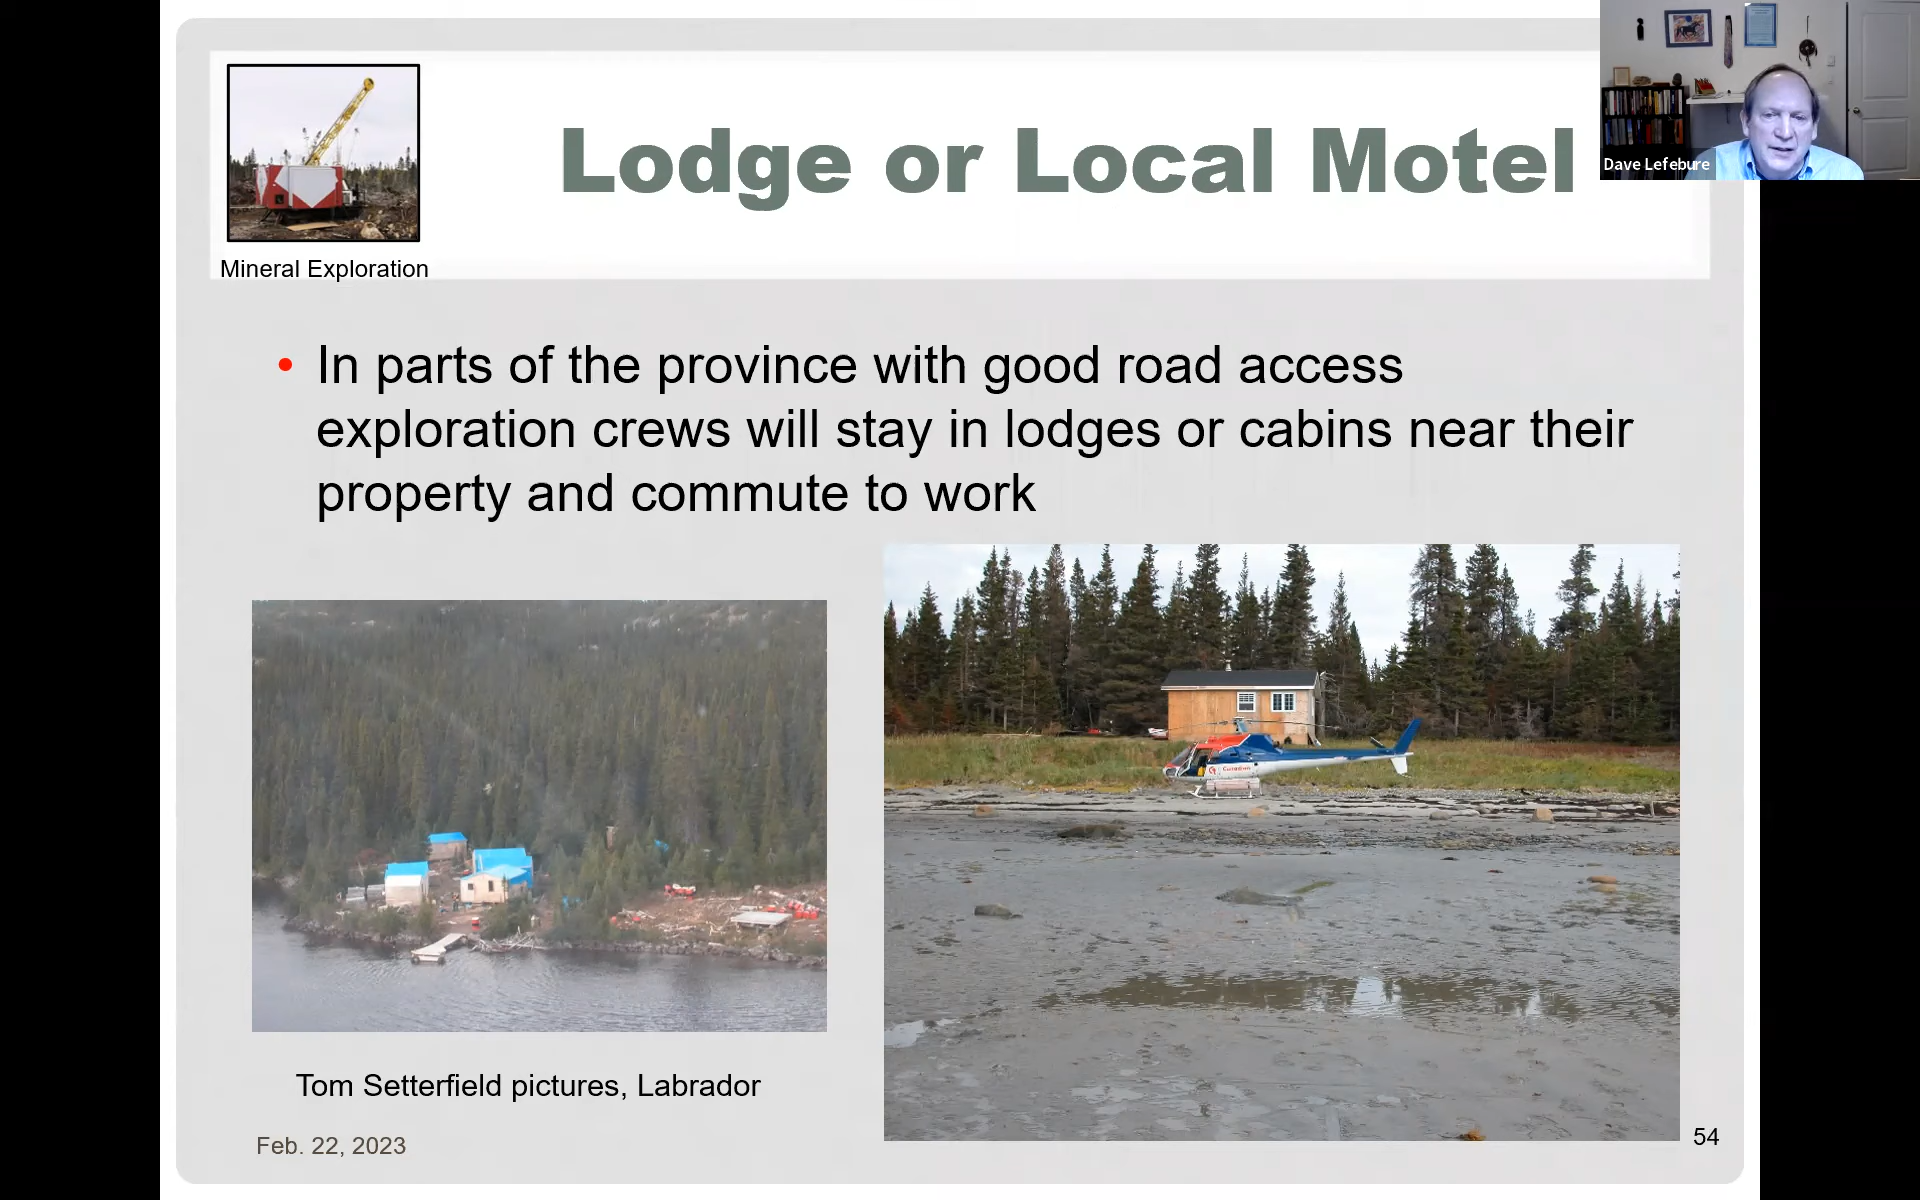 Lodge or Local Motel
Dave Lefebure
Mineral Exploration
• In parts of the province with good road access
exploration crews will stay in lodges or cabins near their
property and commute to work
Tom Setterfield pictures, Labrador
Feb. 22, 2023
54